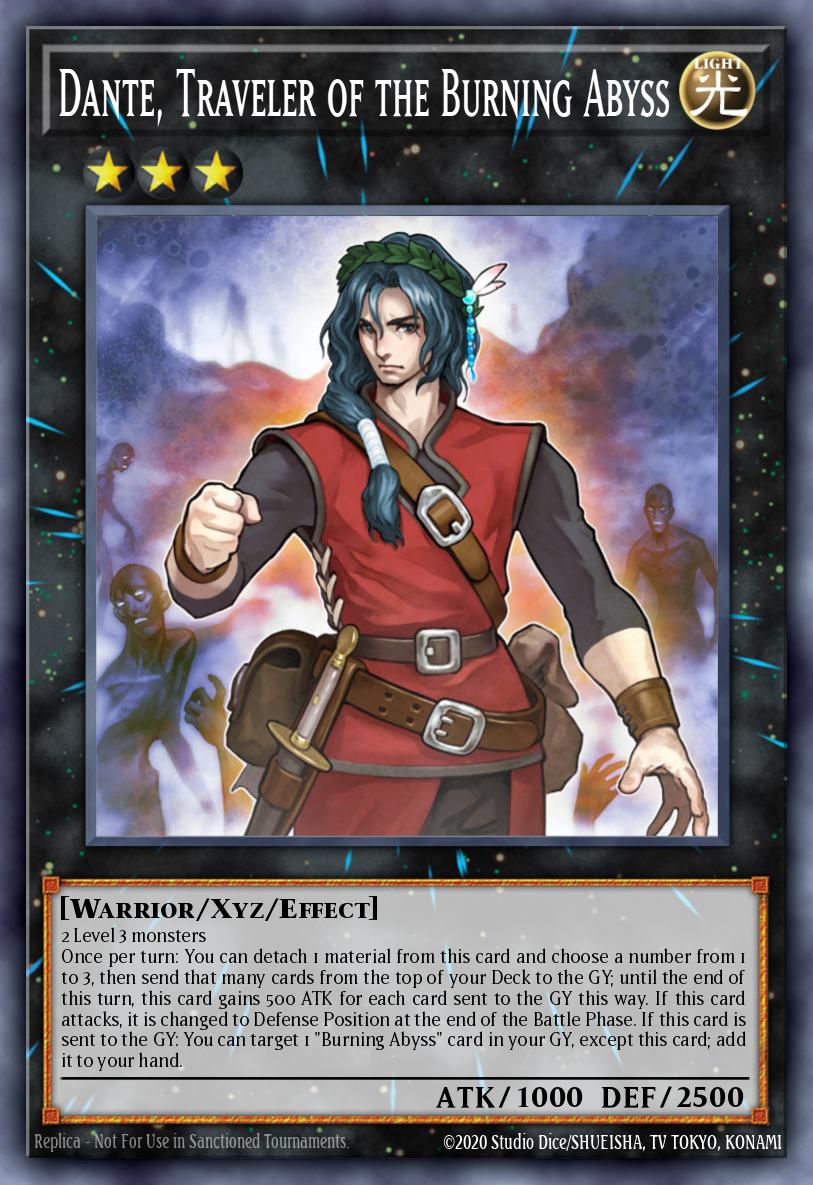 Dante, Traveler of the Burning Abyss
LIGHT
光
[Warrior/Xyz/Effect]
2 Level 3 monsters
Once per turn: You can detach 1 material from this card and choose a number from 1
to 3, then send that many cards from the top of your Deck to the GY; until the end of
this turn, this card gains 500 ATK for each card sent to the GY this way. If this card
attacks, it is changed to Defense Position at the end of the Battle Phase. If this card is
sent to the GY: You can target 1 "Burning Abyss" card in your GY, except this card; add
it to your hand.
ATK/1000 DEF/2500
Replica - Not For Use in Sanctioned Tournaments.
©2020 Studio Dice/SHUEISHA, TV TOKYO, KONAMI